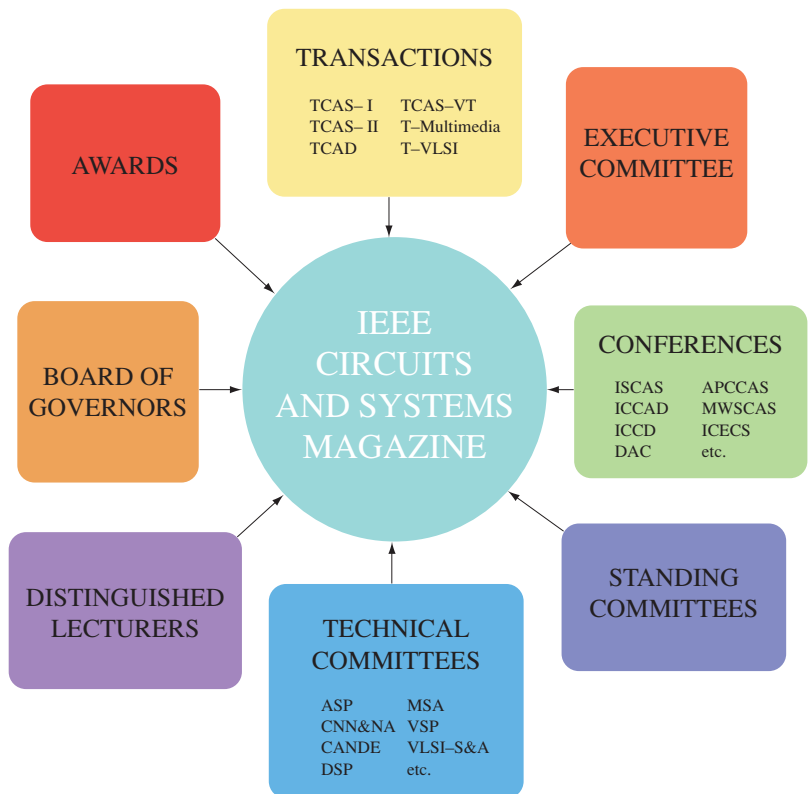 TRANSACTIONS
TCAS– I TCAS–VT
TCAS– II T–Multimedia
TCAD T–VLSI
AWARDS
EXECUTIVE
COMMITTEE
IEEE
CIRCUITS
AND SYSTEMS
MAGAZINE
BOARD OF
GOVERNORS
CONFERENCES
ISCAS APCCAS
ICCAD MWSCAS
ICCD ICECS
DAC etc.
DISTINGUISHED
LECTURERS
TECHNICAL
COMMITTEES
ASP MSA
CNN&NA VSP
CANDE VLSI–S&A
DSP etc.
STANDING
COMMITTEES